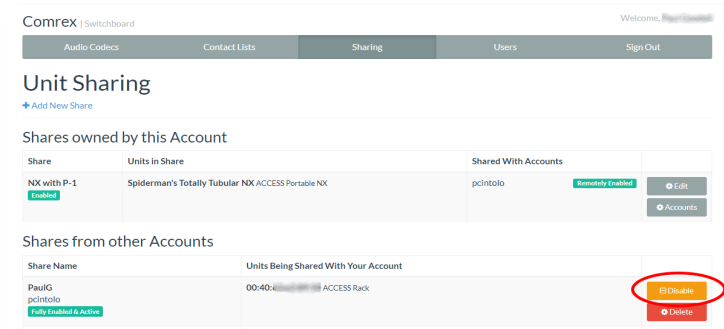 Comrex | Switchboard
Welcome,
Audio Codecs Contact Lists Sharing Users Sign Out
Unit Sharing
+ Add New Share
Shares owned by this Account
Share Units in Share Shared With Accounts
NX with P-1 Spiderman's Totally Tubular NX ACCESS Portable NX pcintolo Remotely Enabled Edit
Enabled
Accounts
Shares from other Accounts
Share Name Units Being Shared With Your Account
PaulG 00:40: ACCESS Rack Disable
pcintolo
Fully Enabled & Active Delete